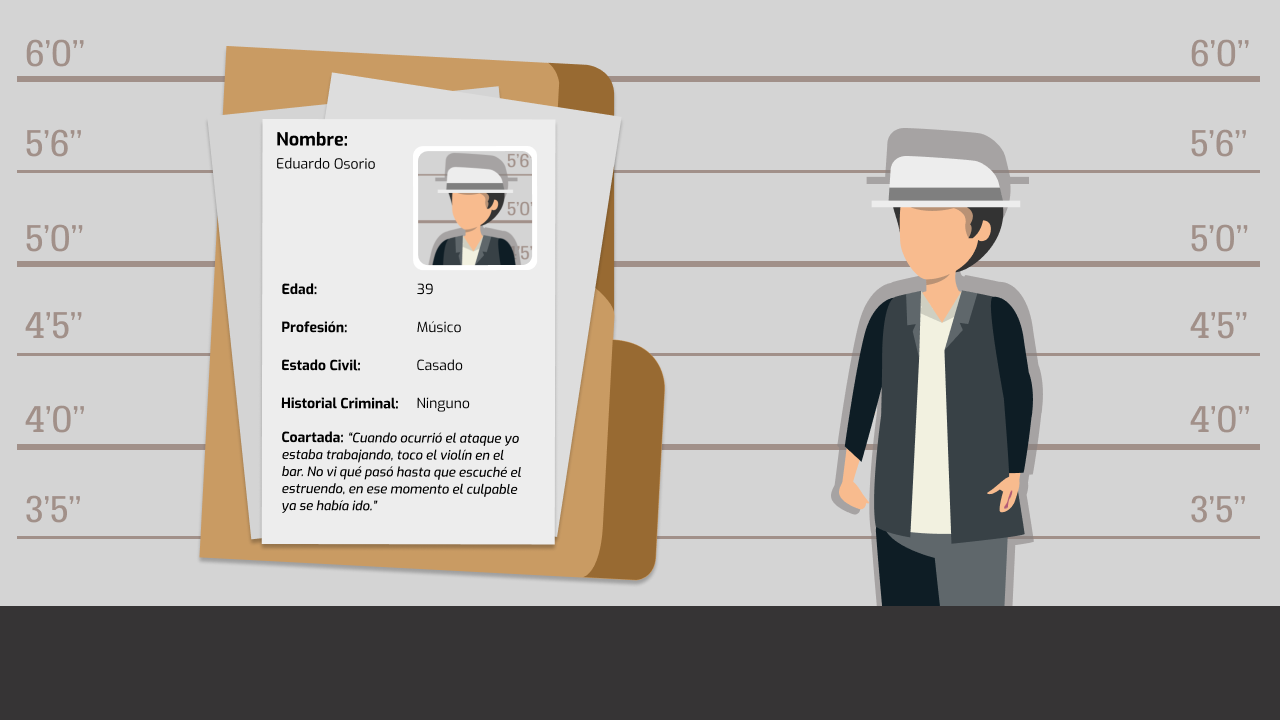 6’0”
5’6”
5’0”
4’5”
4’0”
3’5”
Nombre:
Eduardo Osorio
5’6
5’0’
’5’
Edad: 39
Profesión: Músico
Estado Civil: Casado
Historial Criminal: Ninguno
Coartada: “Cuando ocurrió el ataque yo
estaba trabajando, toco el violín en el
bar. No vi qué pasó hasta que escuché el
estruendo, en ese momento el culpable
ya se había ido.”
6’0”
5’6”
5’0”
4’5”
4’0”
3’5”